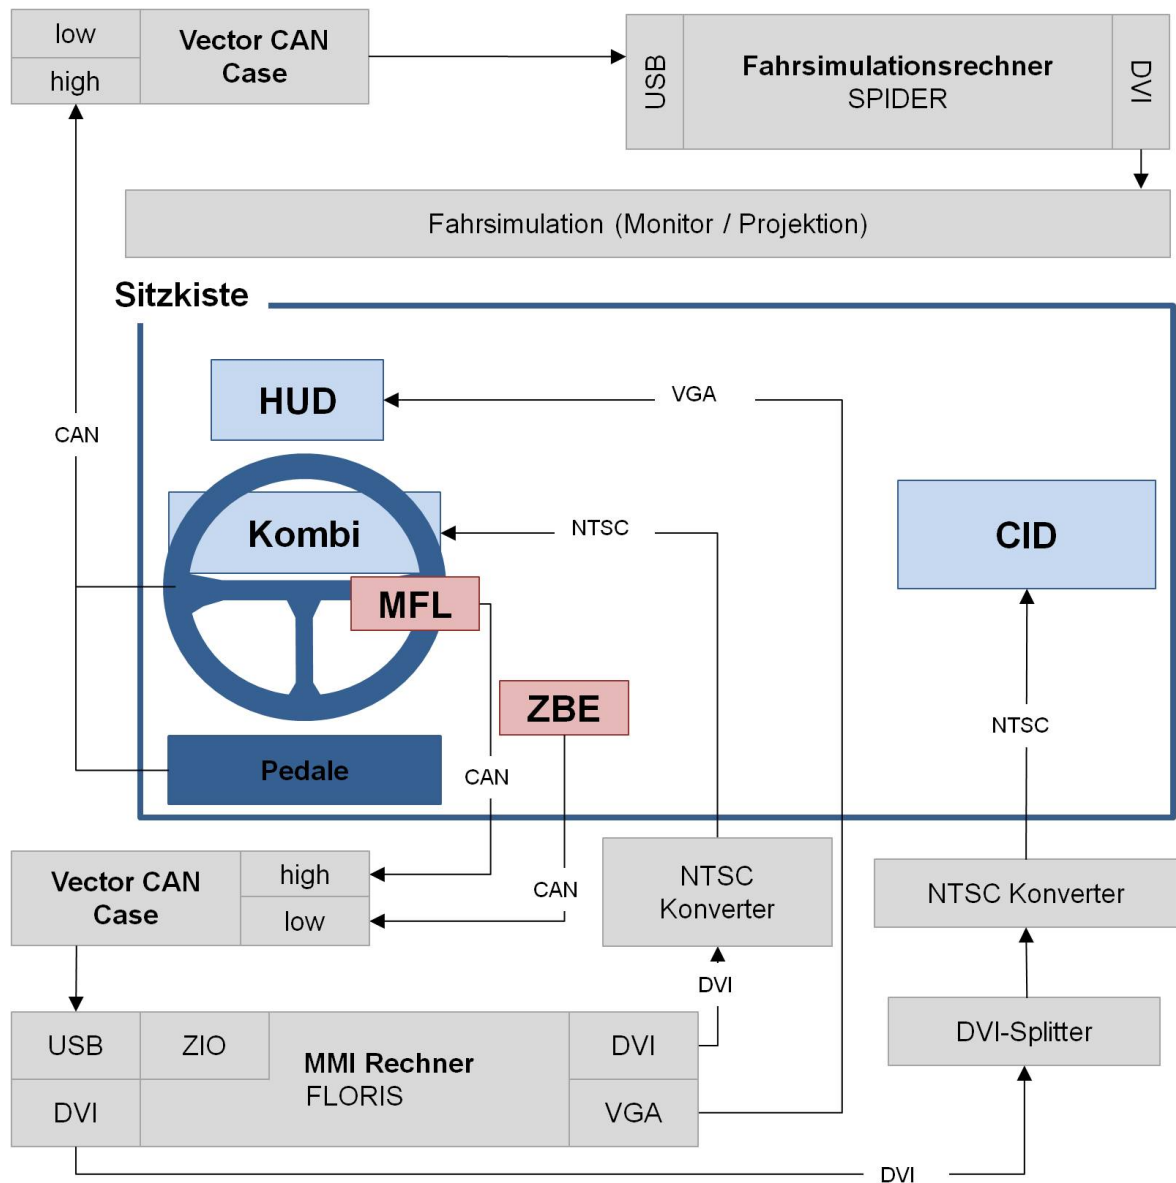 low
high
Vector CAN
Case
USB
Fahrsimulationsrechner
SPIDER
DVI
Fahrsimulation (Monitor / Projektion)
Sitzkiste
HUD
VGA
CAN
Kombi
NTSC
CID
MFL
ZBE
NTSC
Pedale
CAN
Vector CAN
Case
high
low
CAN
NTSC
Konverter
NTSC Konverter
DVI
DVI-Splitter
USB
ZIO
MMI Rechner
FLORIS
DVI
DVI
VGA
DVI